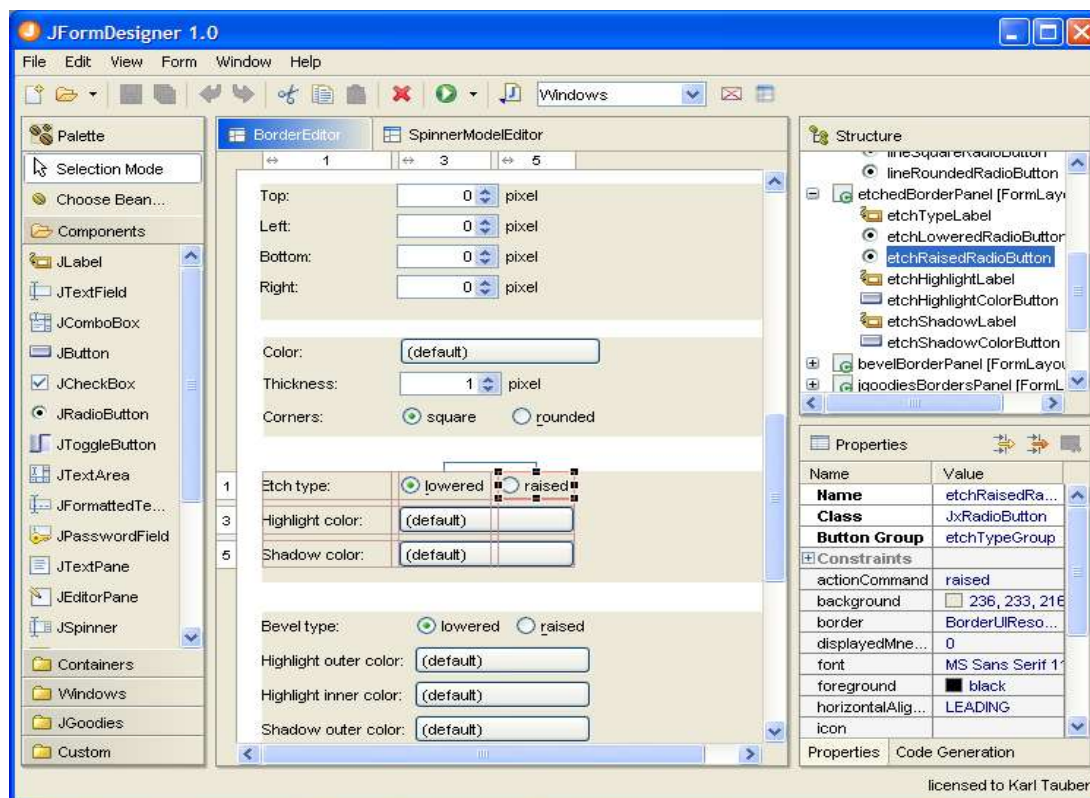 JFormDesigner 1.0
File Edit View Form Window Help
Windows
Palette
Selection Mode
Choose Bean...
Components
JLabel
JTextField
JComboBox
JButton
JCheckBox
JRadioButton
JToggleButton
JTextArea
JFormattedTe...
JPasswordField
JTextPane
JEditorPane
JSpinner
Containers
Windows
JGoodies
Custom
BorderEditor
SpinnerModelEditor
1 3 5
Top: 0 pixel
Left: 0 pixel
Bottom: 0 pixel
Right: 0 pixel
Color: (default)
Thickness: 1 pixel
Corners: square rounded
1 Etch type: lowered raised
3 Highlight color: (default)
5 Shadow color: (default)
Bevel type: lowered raised
Highlight outer color: (default)
Highlight inner color: (default)
Shadow outer color: (default)
Structure
lineSquareRadioButton
lineRoundedRadioButton
etchedBorderPanel [FormLay
etchTypeLabel
etchLoweredRadioButton
etchRaisedRadioButton
etchHighlightLabel
etchHighlightColorButton
etchShadowLabel
etchShadowColorButton
bevelBorderPanel [FormLayou
jgoodiesBordersPanel [FormL
Properties
Name Value
Name etchRaisedRa...
Class JxRadioButton
Button Group etchTypeGroup
Constraints
actionCommand raised
background 236, 233, 216
border BorderUIReso...
displayedMne... 0
font MS Sans Serif 11
foreground black
horizontalAlig... LEADING
icon
Properties Code Generation
licensed to Karl Tauber